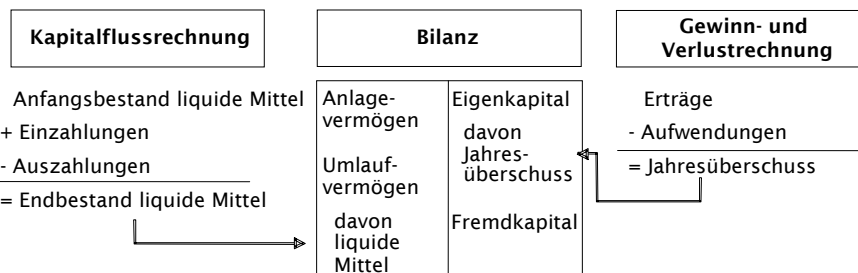 Kapitalflussrechnung
Anfangsbestand liquide Mittel
+ Einzahlungen
- Auszahlungen
= Endbestand liquide Mittel
Bilanz
Anlage-
vermögen
Umlauf-
vermögen
davon
liquide
Mittel
Eigenkapital
davon
Jahres-
überschuss
Fremdkapital
Gewinn- und
Verlustrechnung
Erträge
- Aufwendungen
= Jahresüberschuss